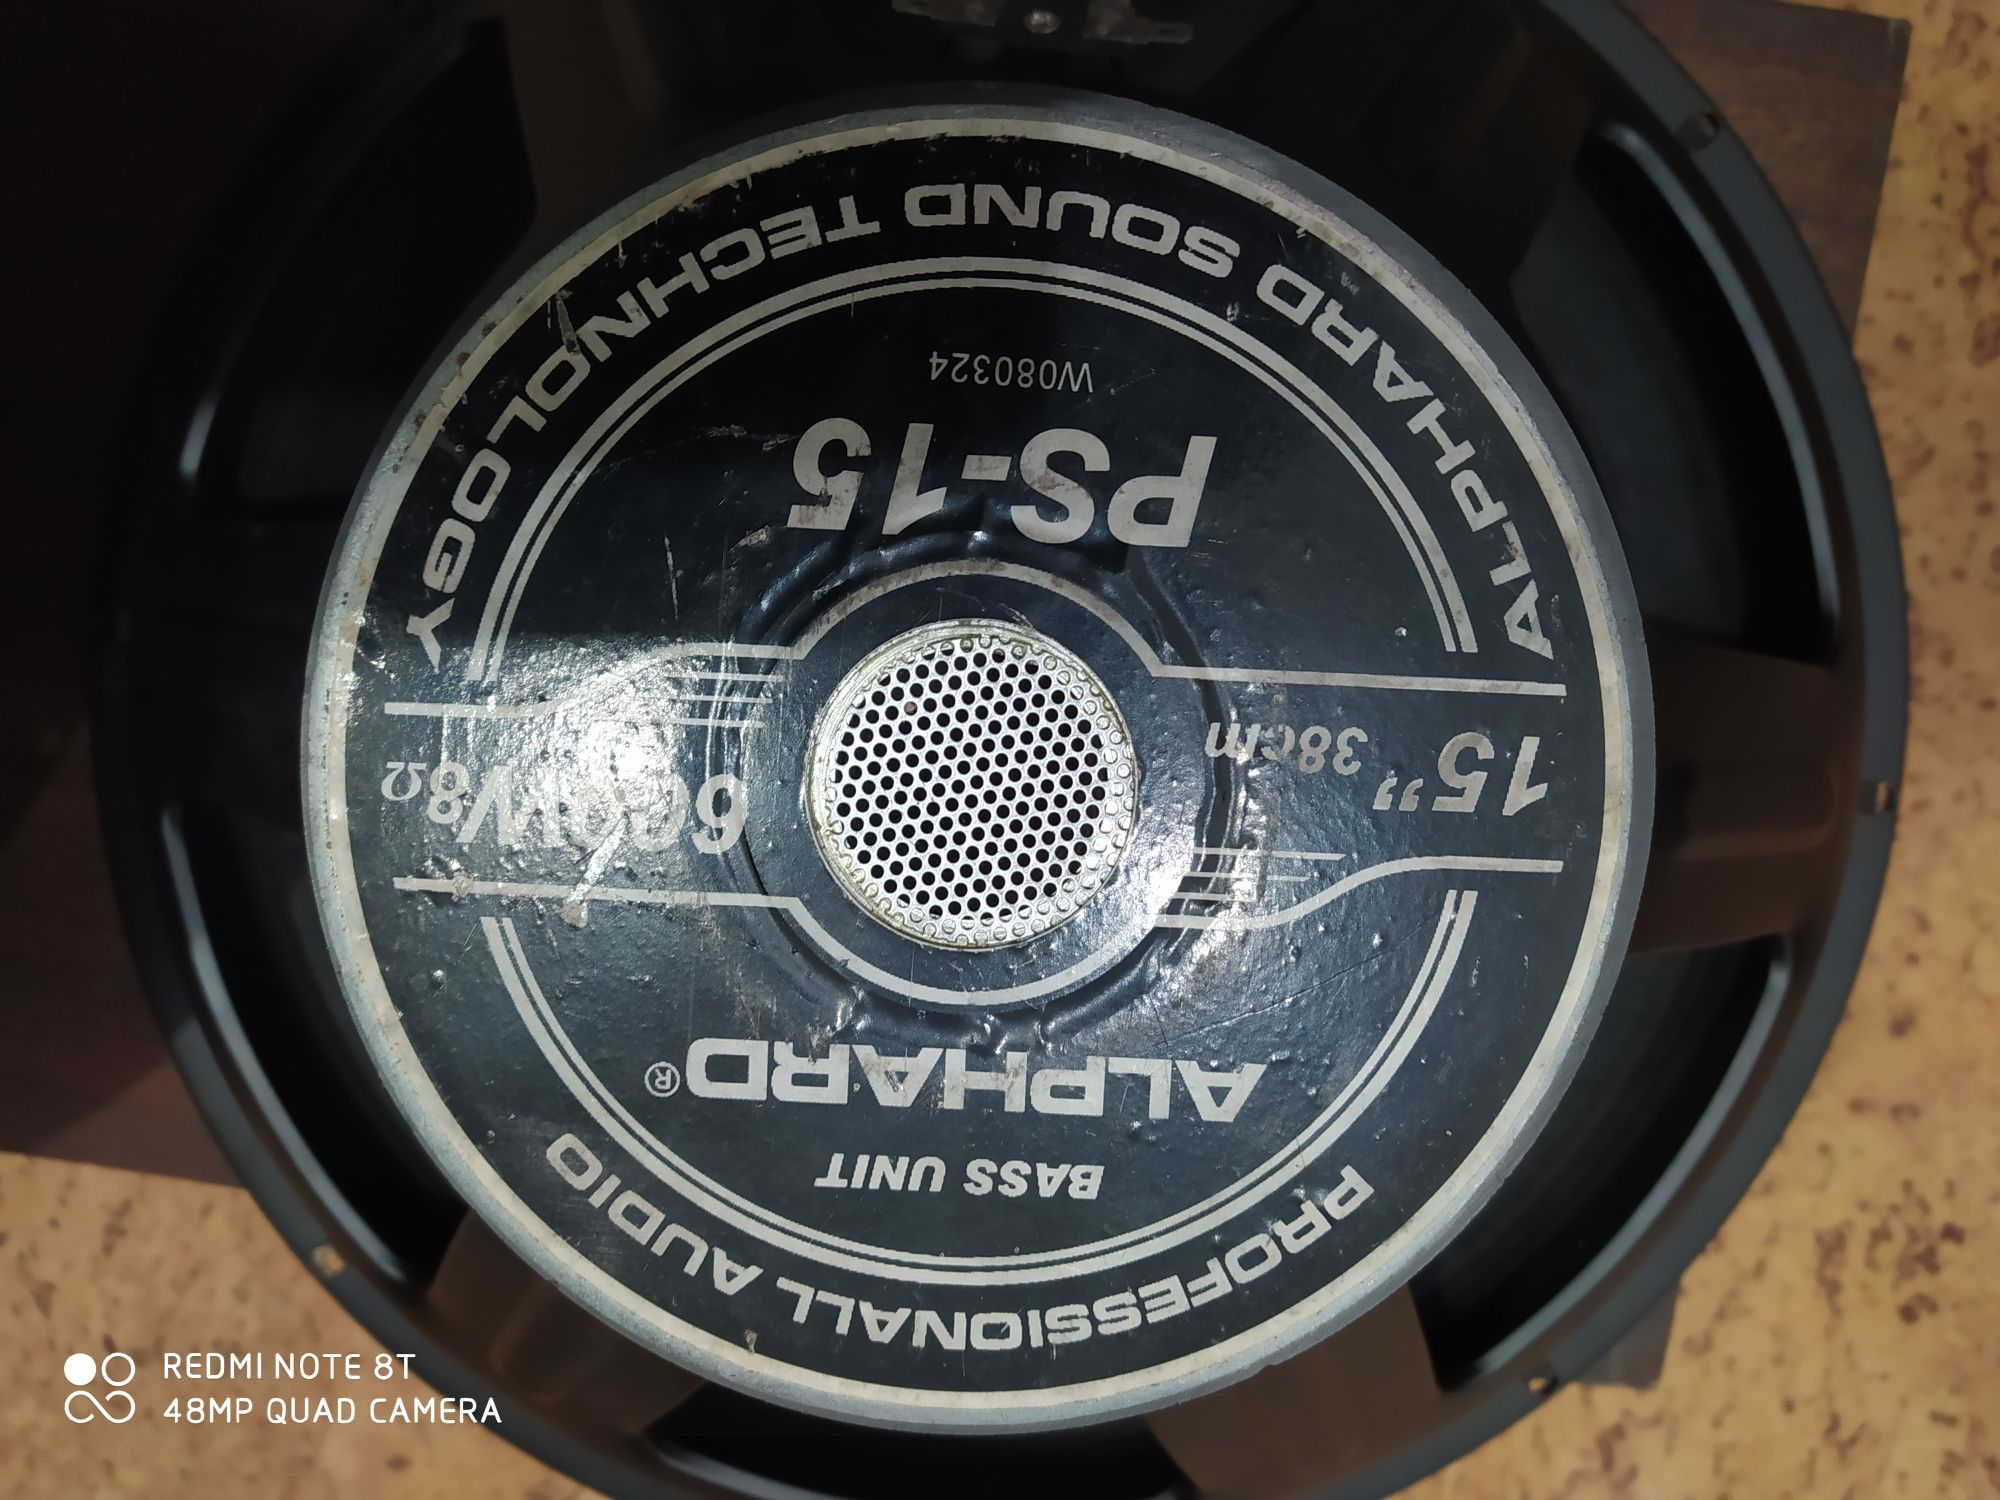 PROFESSIONALL AUDIO
BASS UNIT
ALPHARD®
15" 38cm
600W 8Ω
PS-15
W080324
ALPHARD SOUND TECHNOLOGY
REDMI NOTE 8T
48MP QUAD CAMERA